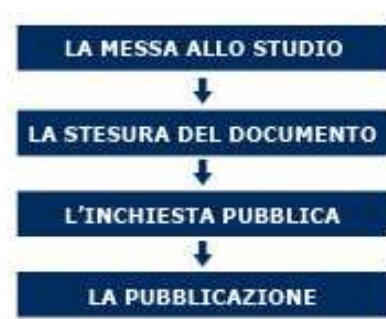 LA MESSA ALLO STUDIO
LA STESURA DEL DOCUMENTO
L'INCHIESTA PUBBLICA
LA PUBBLICAZIONE